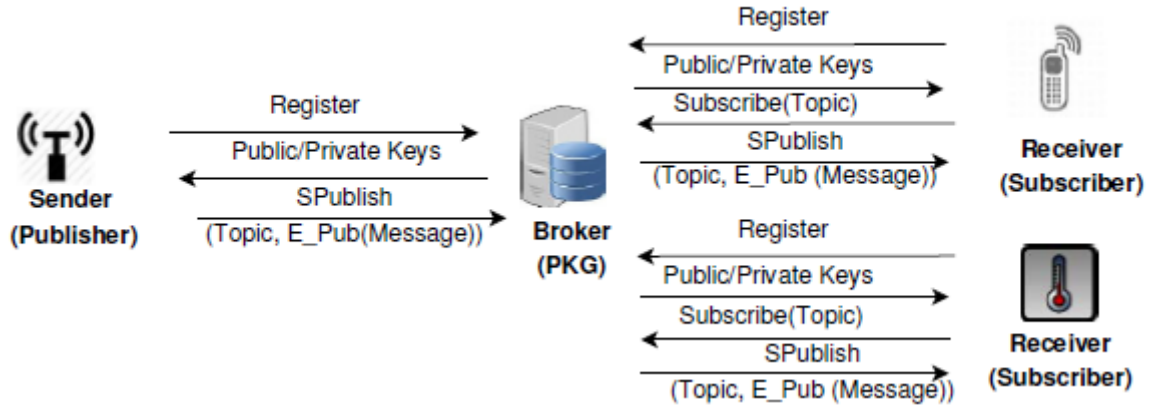 Register
Public/Private Keys
SPublish
(Topic, E_Pub(Message))
Sender
(Publisher)
Broker
(PKG)
Register
Public/Private Keys
Subscribe(Topic)
SPublish
(Topic, E_Pub (Message))
Receiver
(Subscriber)
Register
Public/Private Keys
Subscribe(Topic)
SPublish
(Topic, E_Pub (Message))
Receiver
(Subscriber)